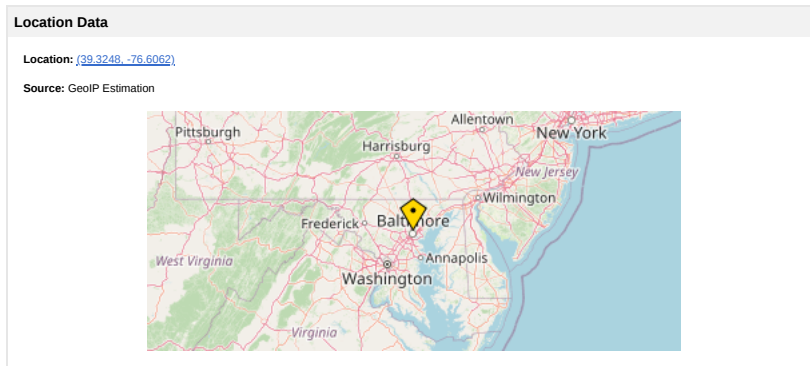 Location Data
Location: (39.3248, -76.6062)
Source: GeoIP Estimation
Allentown
Pittsburgh
New York
Harrisburg
New Jersey
Wilmington
Frederick
Baltimore
West Virginia
Annapolis
Washington
Virginia